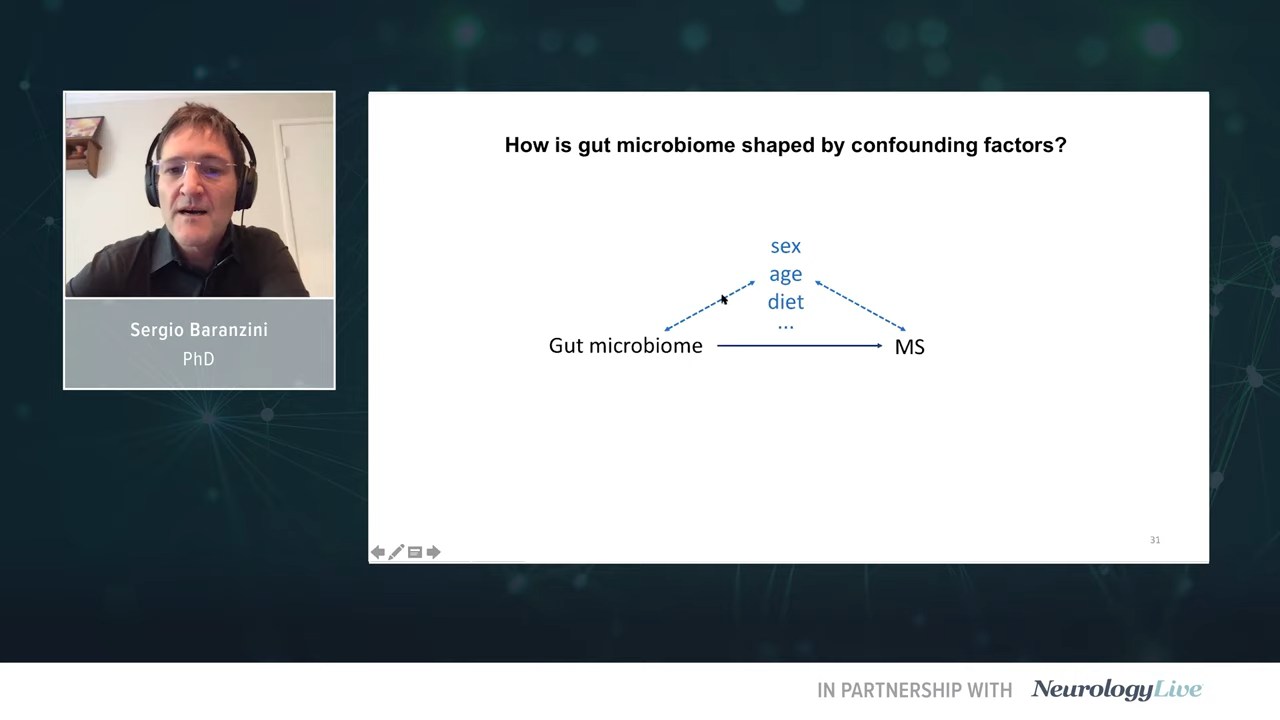 How is gut microbiome shaped by confounding factors?
sex
age
diet
...
Gut microbiome
MS
31
Sergio Baranzini
PhD
IN PARTNERSHIP WITH NeurologyLive